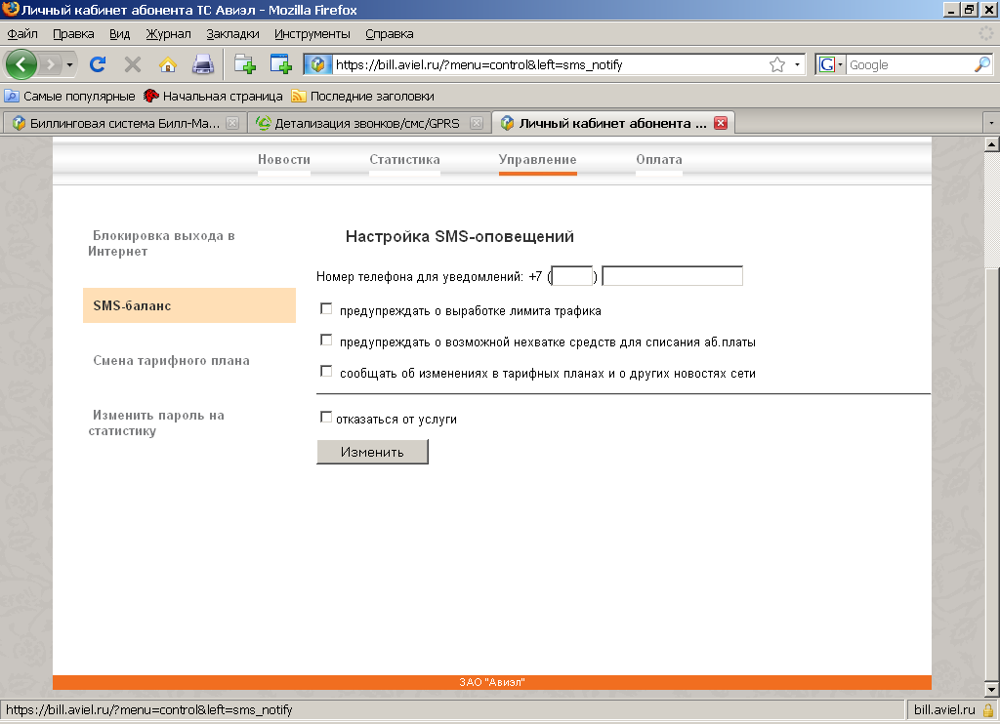 Личный кабинет абонента ТС Авиэл - Mozilla Firefox
Файл Правка Вид Журнал Закладки Инструменты Справка
https://bill.aviel.ru/?menu=control&left=sms_notify
G Google
Самые популярные Начальная страница Последние заголовки
Биллинговая система Билл-Ма... Детализация звонков/смс/GPRS Личный кабинет абонента ...
Новости Статистика Управление Оплата
Блокировка выхода в
Интернет
SMS-баланс
Смена тарифного плана
Изменить пароль на
статистику
Настройка SMS-оповещений
Номер телефона для уведомлений: +7 ( )
предупреждать о выработке лимита трафика
предупреждать о возможной нехватке средств для списания аб.платы
сообщать об изменениях в тарифных планах и о других новостях сети
отказаться от услуги
Изменить
ЗАО "Авиэл"
https://bill.aviel.ru/?menu=control&left=sms_notify bill.aviel.ru